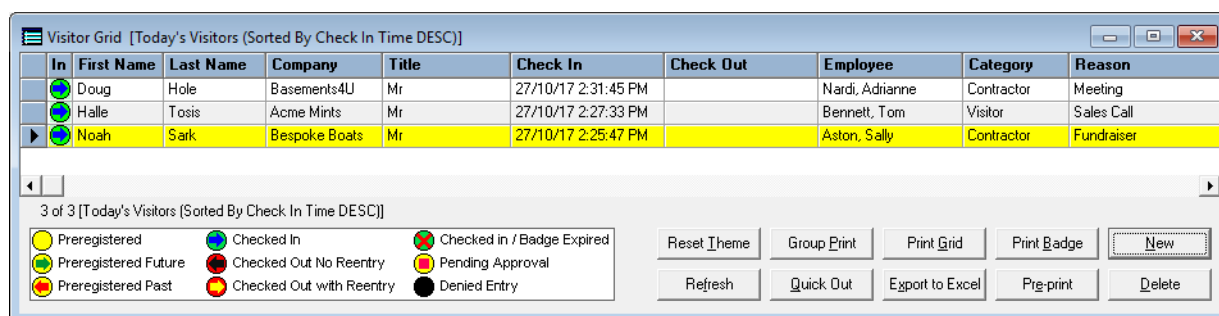 Visitor Grid [Today's Visitors (Sorted By Check In Time DESC)]
In First Name Last Name Company Title Check In Check Out Employee Category Reason
Doug Hole Basements4U Mr 27/10/17 2:31:45 PM Nardi, Adrianne Contractor Meeting
Halle Tosis Acme Mints Mr 27/10/17 2:27:33 PM Bennett, Tom Visitor Sales Call
Noah Sark Bespoke Boats Mr 27/10/17 2:25:47 PM Aston, Sally Contractor Fundraiser
3 of 3 [Today's Visitors (Sorted By Check In Time DESC)]
Preregistered Checked In Checked in / Badge Expired Reset Theme Group Print Print Grid Print Badge New
Preregistered Future Checked Out No Reentry Pending Approval
Preregistered Past Checked Out with Reentry Denied Entry Refresh Quick Out Export to Excel Pre-print Delete